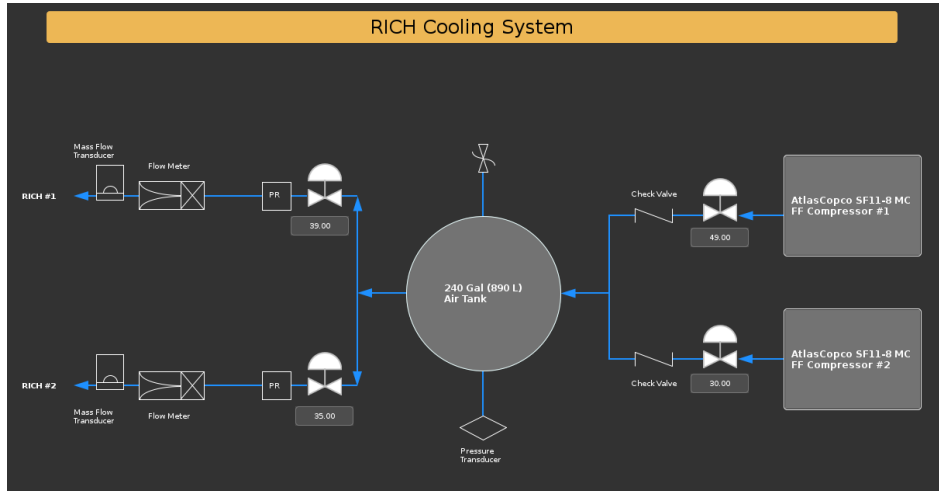 RICH Cooling System
Mass Flow
Transducer
Flow Meter
RICH #1
PR
39.00
Check Valve
49.00
AtlasCopco SF11-8 MC
FF Compressor #1
240 Gal (890 L)
Air Tank
RICH #2
Mass Flow
Transducer
Flow Meter
PR
35.00
Pressure
Transducer
Check Valve
30.00
AtlasCopco SF11-8 MC
FF Compressor #2